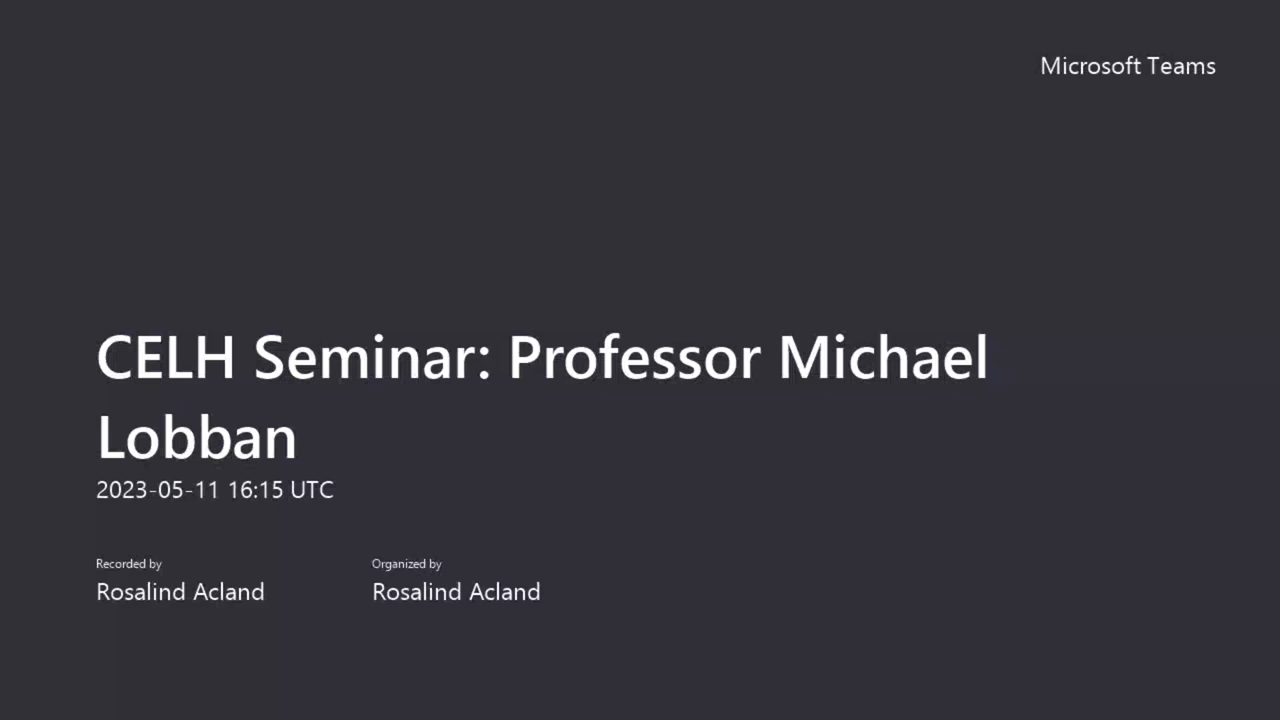 Microsoft Teams
CELH Seminar: Professor Michael
Lobban
2023-05-11 16:15 UTC
Recorded by
Rosalind Acland
Organized by
Rosalind Acland